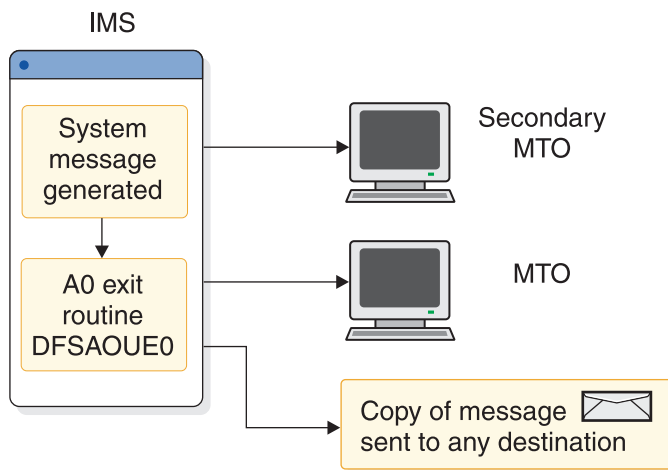 IMS
System
message
generated
A0 exit
routine
DFSAOUE0
Secondary
MTO
MTO
Copy of message
sent to any destination